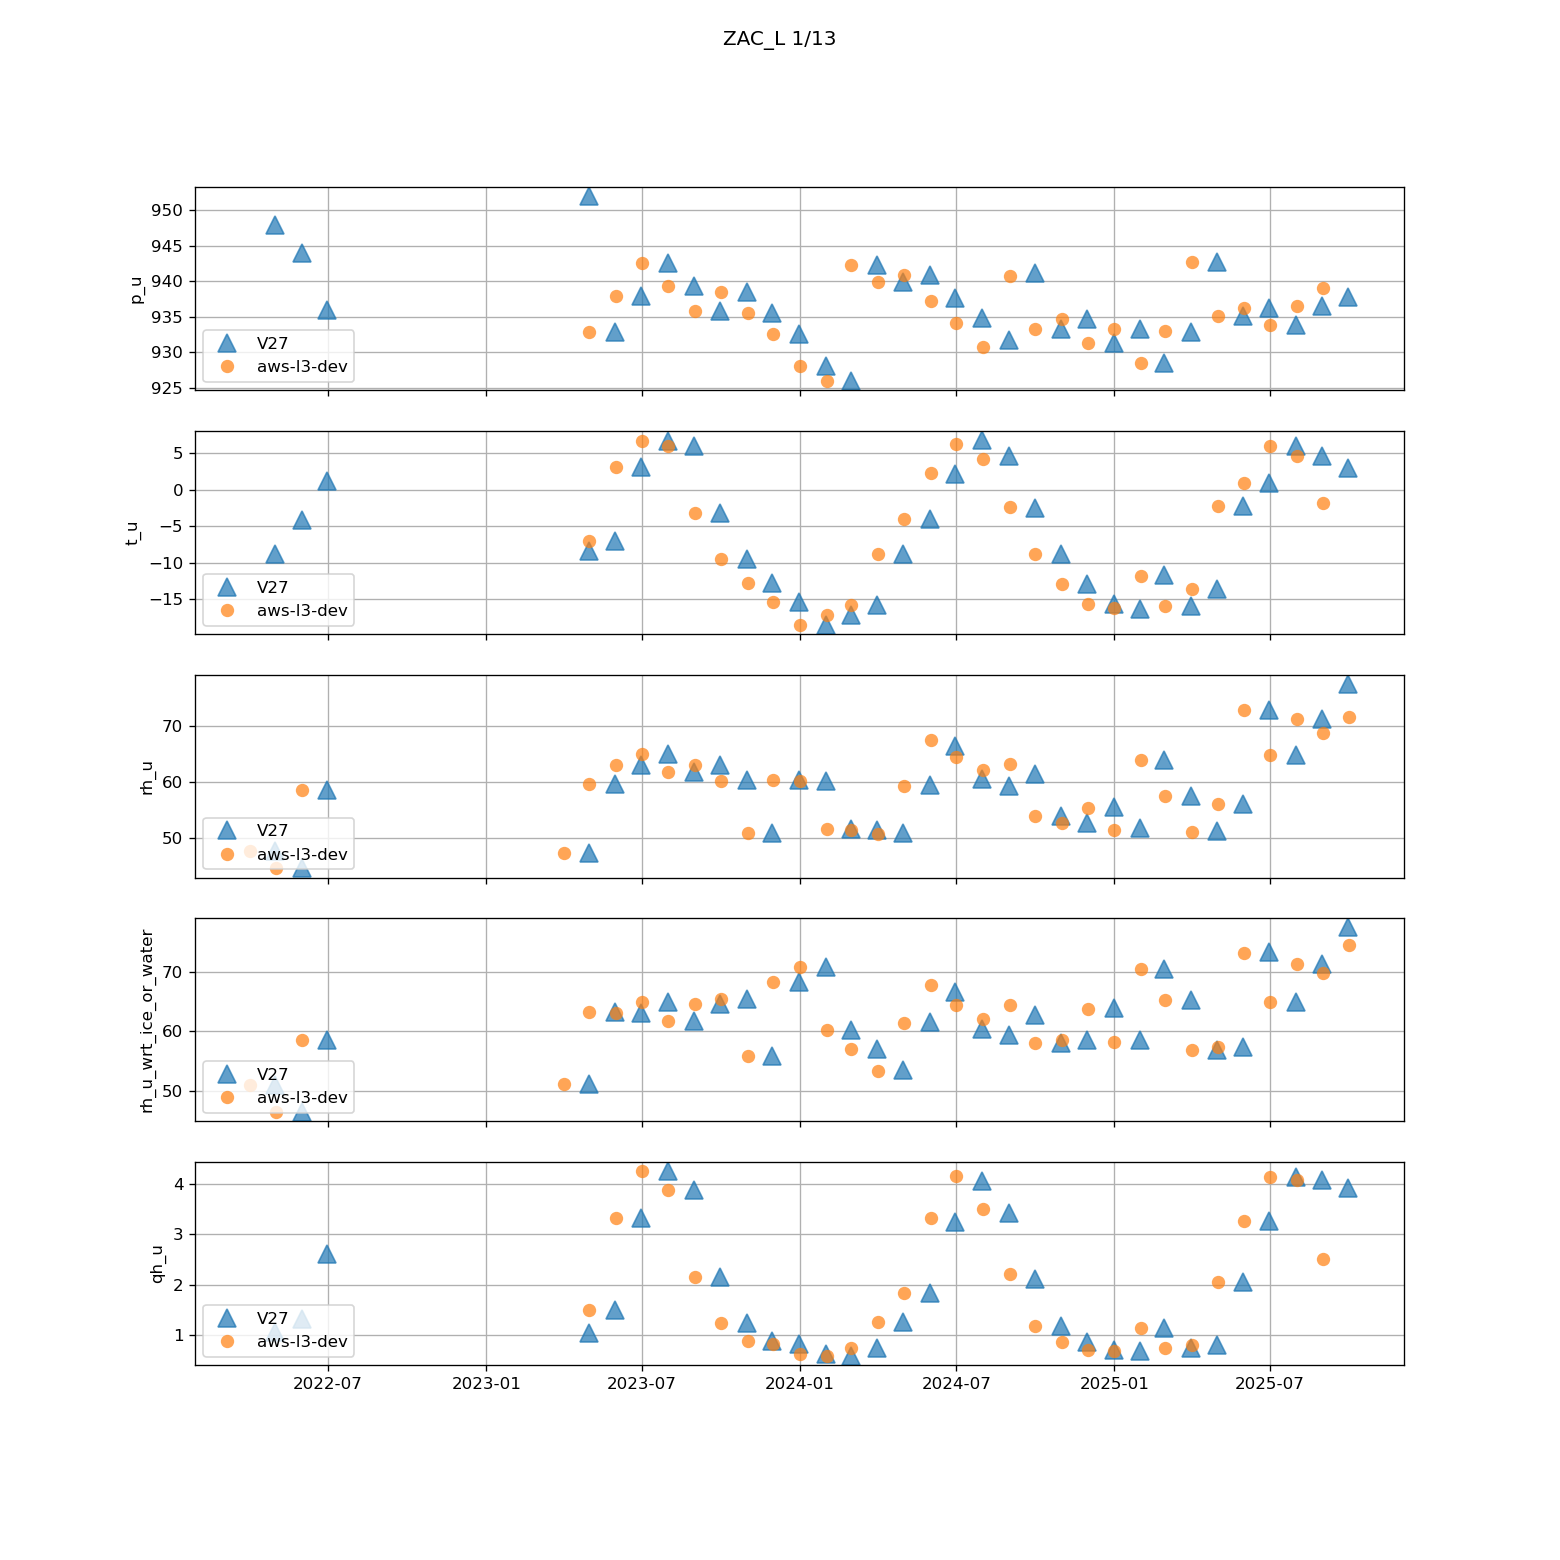 ZAC_L 1/13
950
945
940
935
930
925
p_u
V27
aws-l3-dev
5
0
−5
−10
−15
t_u
V27
aws-l3-dev
70
60
50
rh_u
V27
aws-l3-dev
70
60
50
rh_u_wrt_ice_or_water
V27
aws-l3-dev
4
3
2
1
qh_u
V27
aws-l3-dev
2022-07 2023-01 2023-07 2024-01 2024-07 2025-01 2025-07